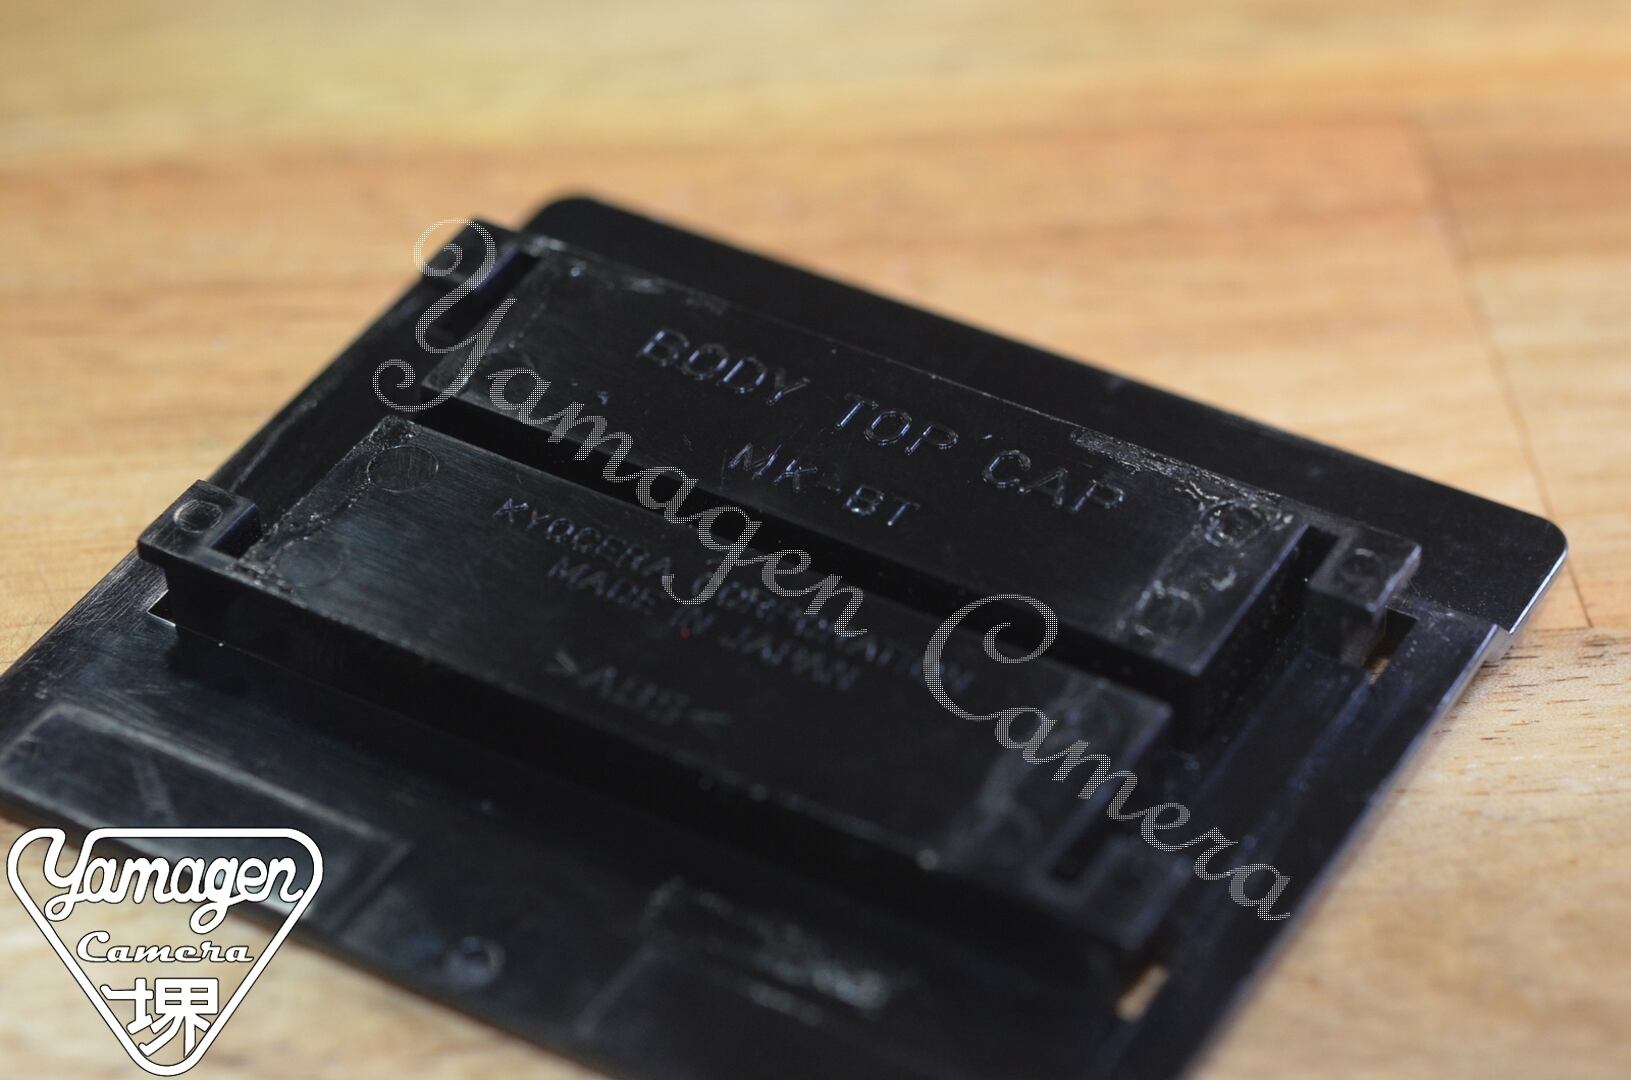 BODY TOP CAP
MK-BT
KYOCERA CORPORATION
MADE IN JAPAN
>ABS<
Yamagen Camera
Yamagen
Camera
堺